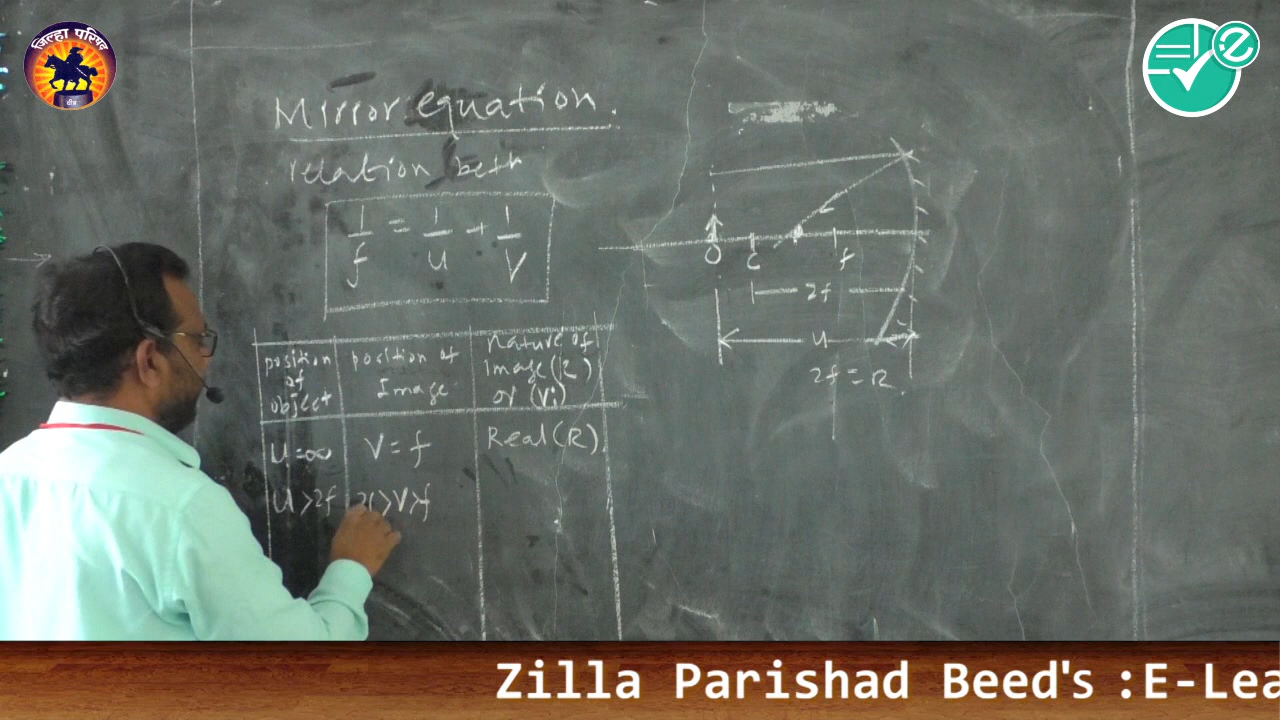 जिल्हा परिषद
बीड
Mirror equation.
relation betn
1/f = 1/u + 1/V
position of object
position of Image
Nature of Image (R) or (Vi)
U = ∞
V = f
Real (R)
U > 2f
2f > V > f
O
C
f
2f
u
2f = R
Zilla Parishad Beed's :E-Lea